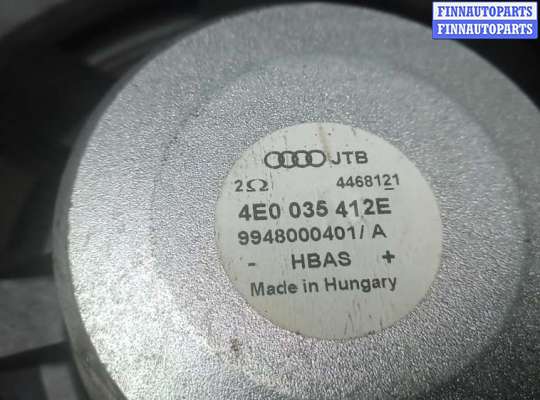 FINNAUTOPARTS
FINNAUTOPARTS
JTB
2Ω 4468121
4E0 035 412E
9948000401/ A
- HBAS +
Made in Hungary